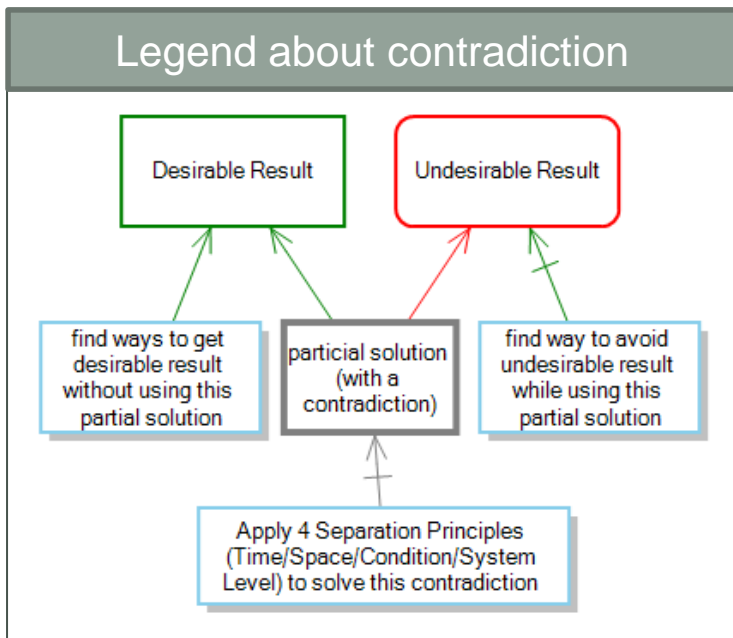 Legend about contradiction
Desirable Result
Undesirable Result
find ways to get
desirable result
without using this
partial solution
particial solution
(with a
contradiction)
find way to avoid
undesirable result
while using this
partial solution
Apply 4 Separation Principles
(Time/Space/Condition/System
Level) to solve this contradiction